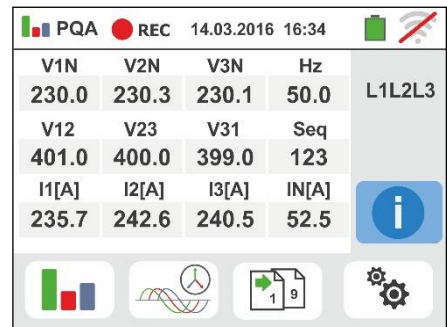 PQA REC 14.03.2016 16:34
V1N V2N V3N Hz
230.0 230.3 230.1 50.0 L1L2L3
V12 V23 V31 Seq
401.0 400.0 399.0 123
I1[A] I2[A] I3[A] IN[A]
235.7 242.6 240.5 52.5
i
1 9